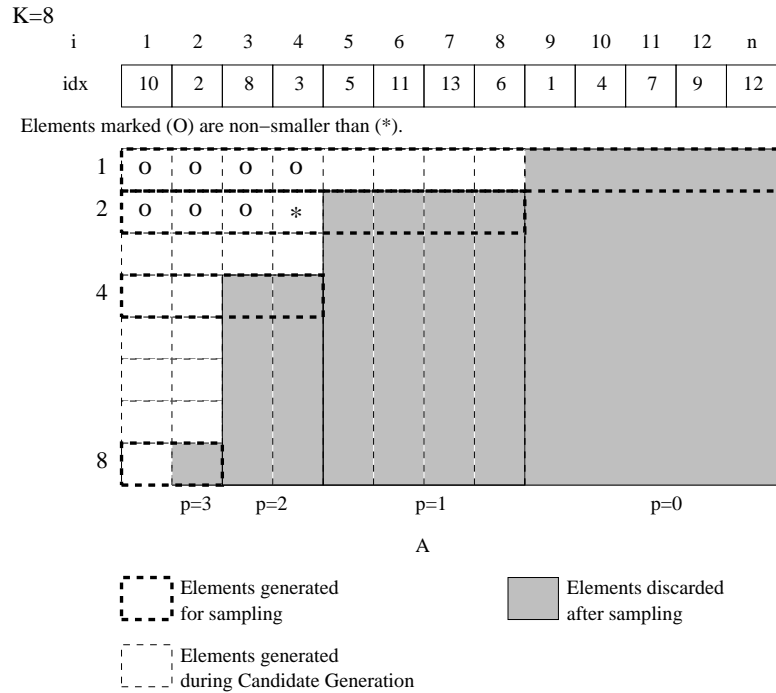 K=8
i 1 2 3 4 5 6 7 8 9 10 11 12 n
idx 10 2 8 3 5 11 13 6 1 4 7 9 12
Elements marked (O) are non−smaller than (*).
1 O O O O
2 O O O *
4
8
p=3 p=2 p=1 p=0
A
Elements generated
for sampling
Elements discarded
after sampling
Elements generated
during Candidate Generation